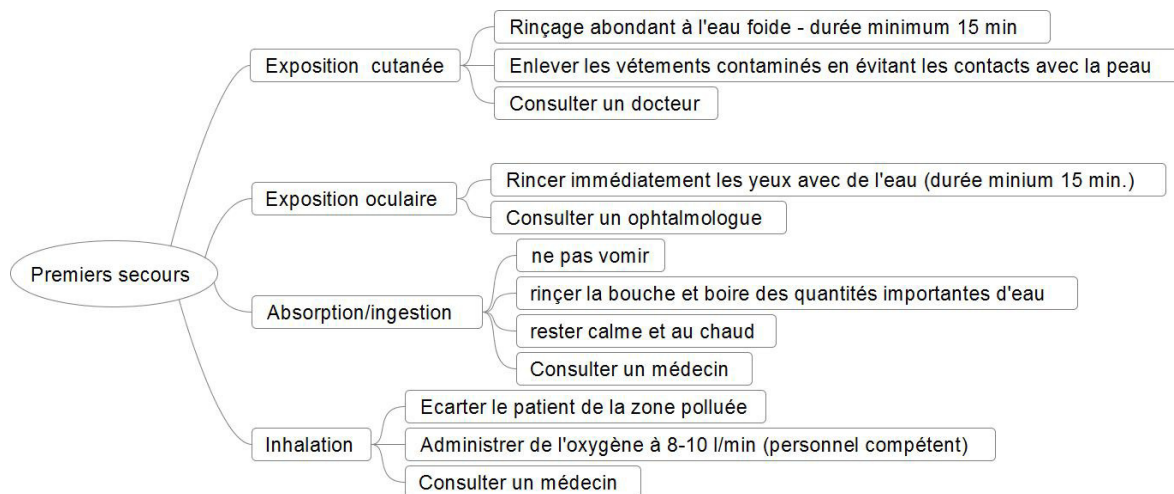 Premiers secours
Exposition cutanée
Rinçage abondant à l'eau foide - durée minimum 15 min
Enlever les vétements contaminés en évitant les contacts avec la peau
Consulter un docteur
Exposition oculaire
Rincer immédiatement les yeux avec de l'eau (durée minium 15 min.)
Consulter un ophtalmologue
Absorption/ingestion
ne pas vomir
rinçer la bouche et boire des quantités importantes d'eau
rester calme et au chaud
Consulter un médecin
Inhalation
Ecarter le patient de la zone polluée
Administrer de l'oxygène à 8-10 l/min (personnel compétent)
Consulter un médecin